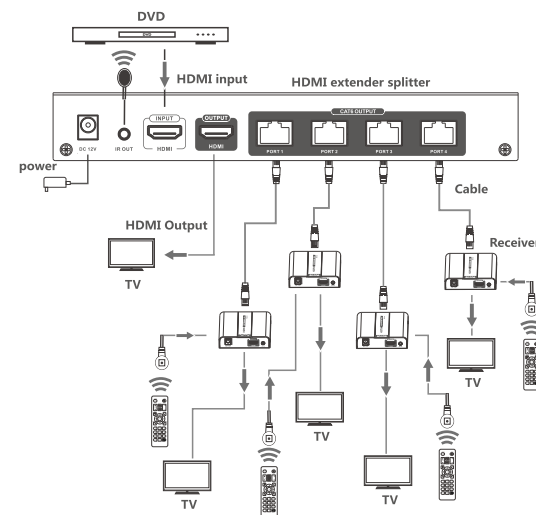 DVD
DVD
HDMI input
HDMI extender splitter
CAT6 OUTPUT
INPUT
OUTPUT
DC 12V
IR OUT
HDMI
HDMI
PORT 1
PORT 2
PORT 3
PORT 4
power
Cable
HDMI Output
Receiver
TV
TV
TV
TV
TV